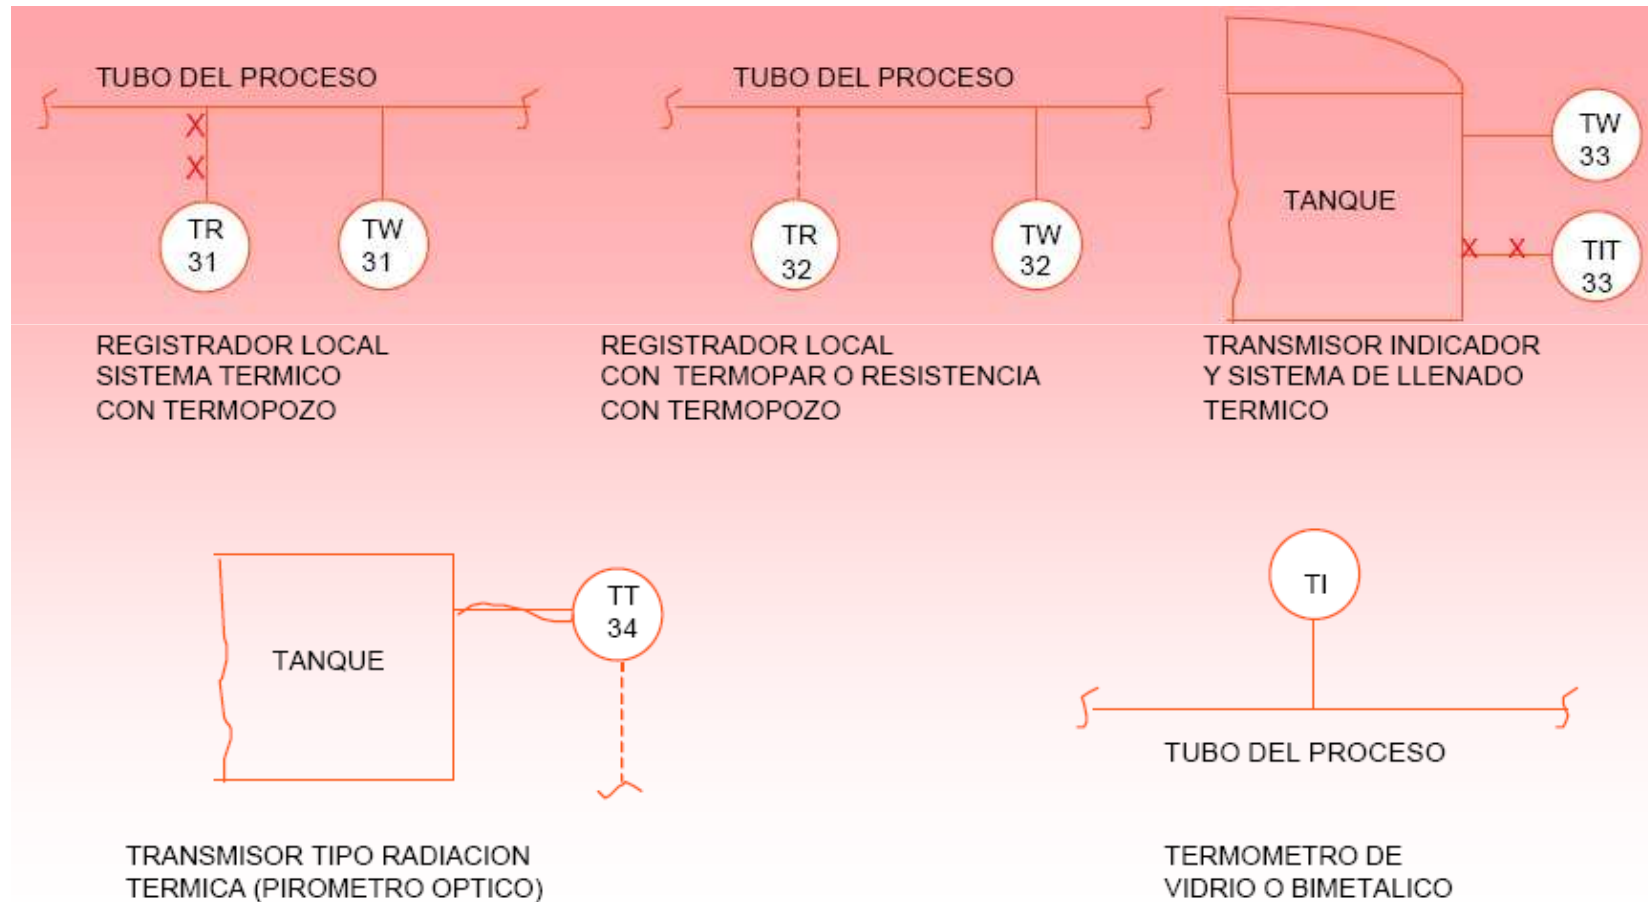 TUBO DEL PROCESO
X
X
TR
31
TW
31
REGISTRADOR LOCAL
SISTEMA TERMICO
CON TERMOPOZO
TUBO DEL PROCESO
TR
32
TW
32
REGISTRADOR LOCAL
CON TERMOPAR O RESISTENCIA
CON TERMOPOZO
TANQUE
TW
33
X X
TIT
33
TRANSMISOR INDICADOR
Y SISTEMA DE LLENADO
TERMICO
TANQUE
TT
34
TRANSMISOR TIPO RADIACION
TERMICA (PIROMETRO OPTICO)
TI
TUBO DEL PROCESO
TERMOMETRO DE
VIDRIO O BIMETALICO